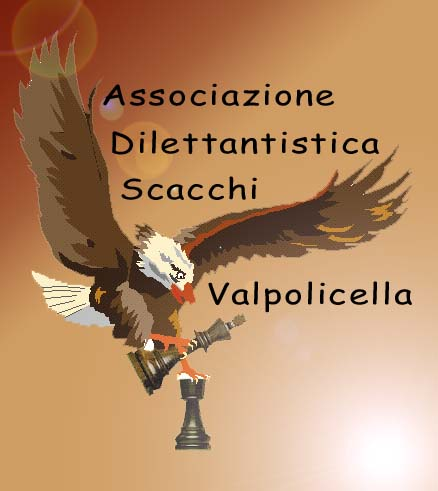 Associazione
Dilettantistica
Scacchi
Valpolicella